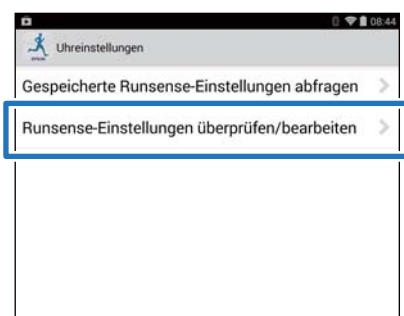 08:44
Uhreinstellungen
Gespeicherte Runsense-Einstellungen abfragen
Runsense-Einstellungen überprüfen/bearbeiten